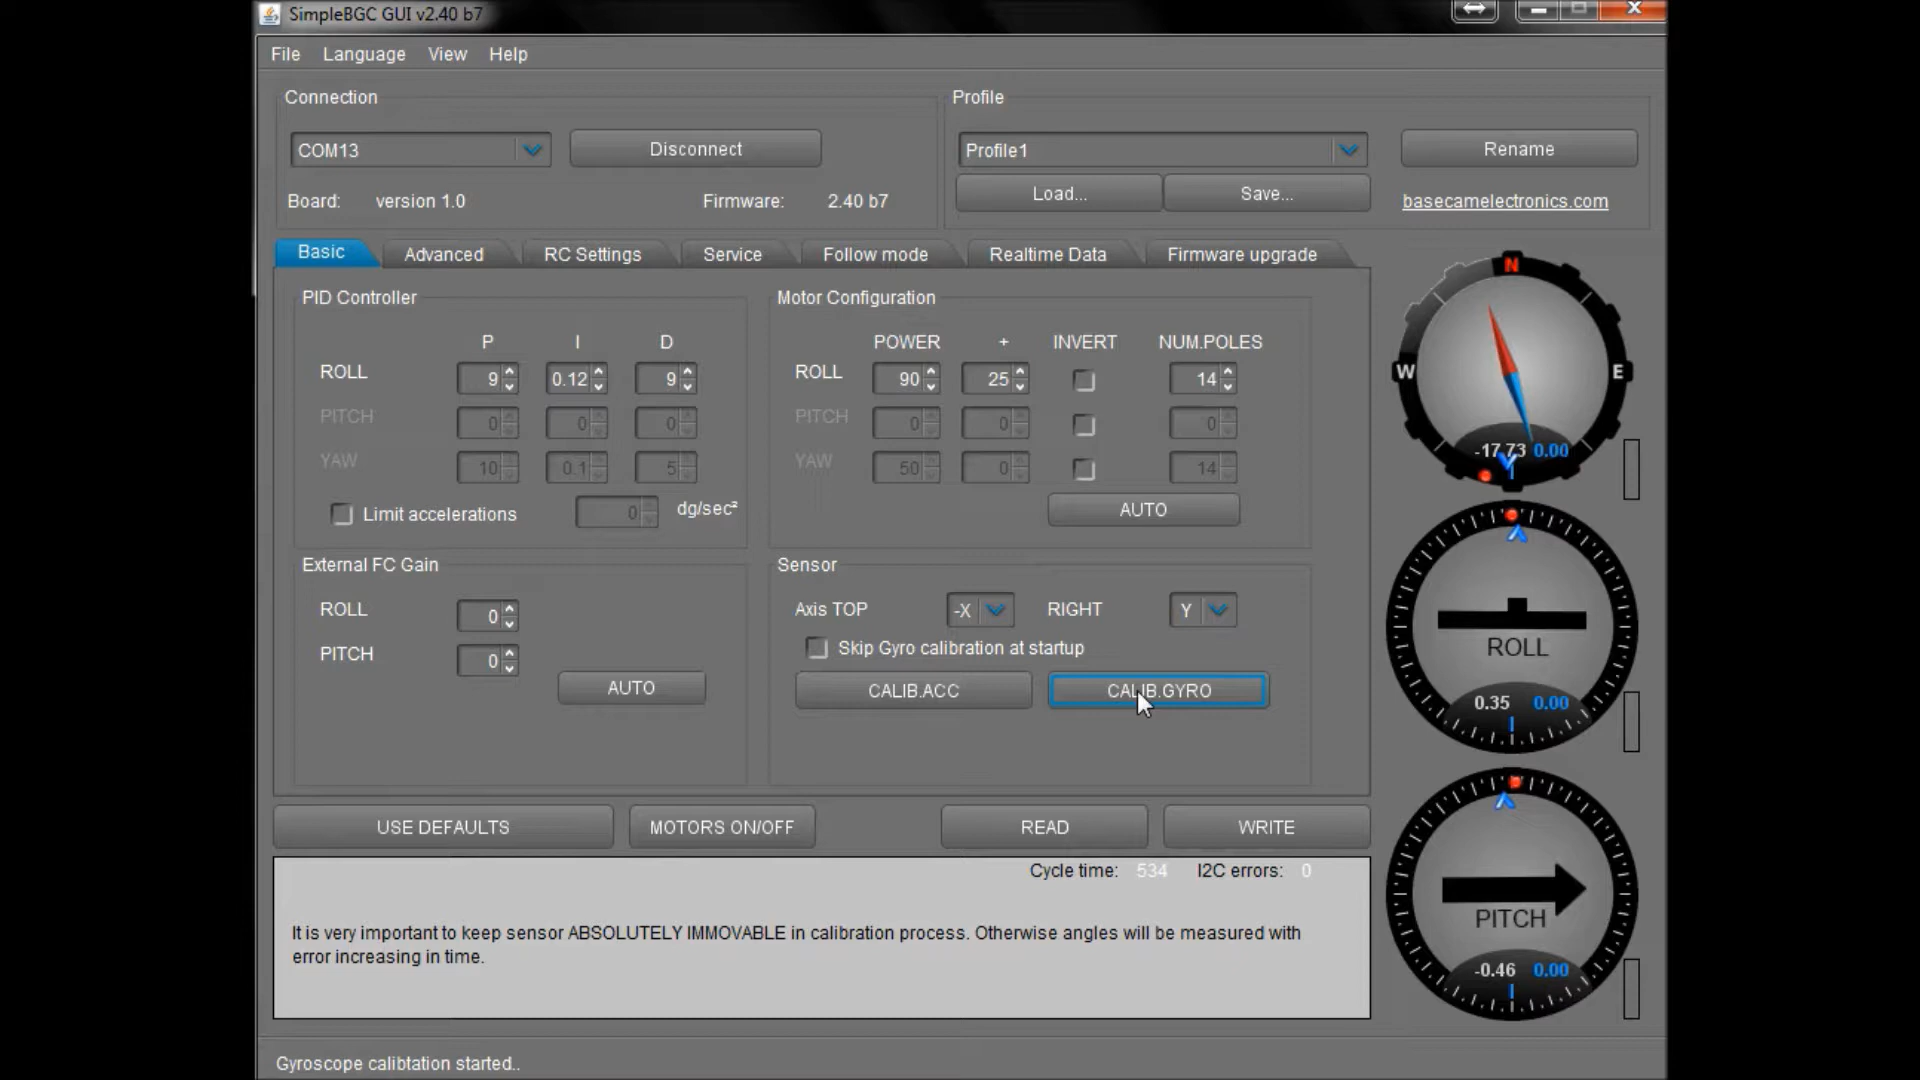 SimpleBGC GUI v2.40 b7
File Language View Help
Connection
COM13 Disconnect
Board: version 1.0 Firmware: 2.40 b7
Profile
Profile1 Rename
Load... Save... basecamelectronics.com
Basic Advanced RC Settings Service Follow mode Realtime Data Firmware upgrade
PID Controller
P I D
ROLL 9 0.12 9
PITCH 0 0 0
YAW 10 0.1 5
Limit accelerations 0 dg/sec²
Motor Configuration
POWER + INVERT NUM.POLES
ROLL 90 25 14
PITCH 0 0 0
YAW 50 0 14
AUTO
External FC Gain
ROLL 0
PITCH 0
AUTO
Sensor
Axis TOP -X RIGHT Y
Skip Gyro calibration at startup
CALIB.ACC CALIB.GYRO
N
W E
-17.73 0.00
ROLL
0.35 0.00
PITCH
-0.46 0.00
USE DEFAULTS MOTORS ON/OFF READ WRITE
Cycle time: 534 I2C errors: 0
It is very important to keep sensor ABSOLUTELY IMMOVABLE in calibration process. Otherwise angles will be measured with
error increasing in time.
Gyroscope calibtation started..